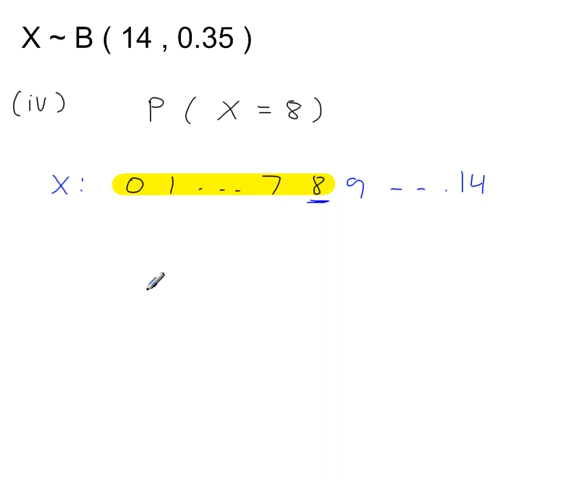 X ~ B ( 14 , 0.35 )
(iv) P ( X = 8 )
X: 0 1 ... 7 8 9 -- . 14